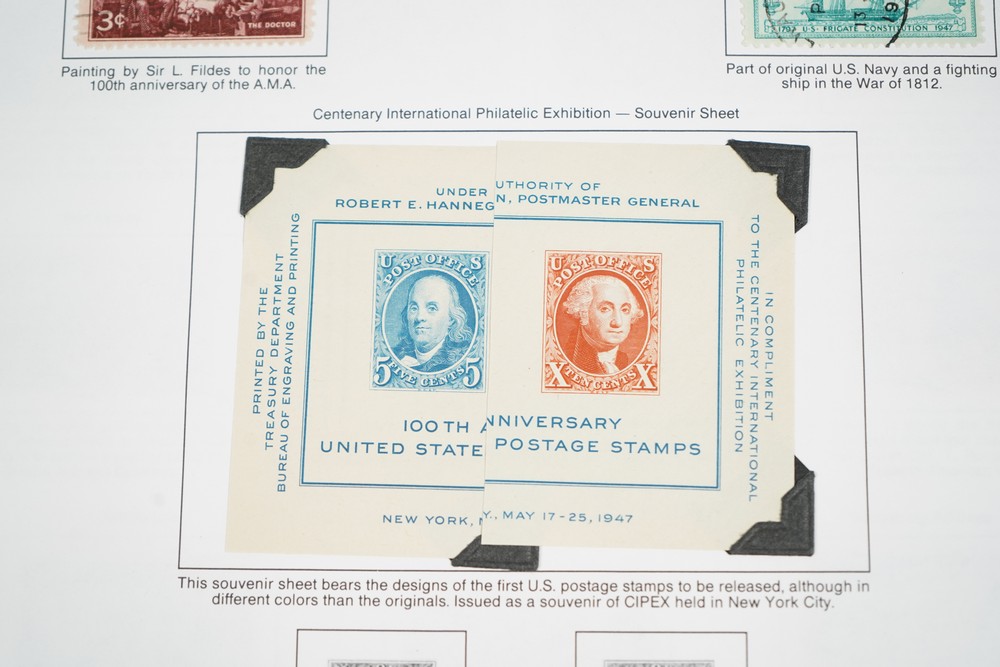 3¢
THE DOCTOR
1797 U·S· FRIGATE CONSTITUTION 1947
Painting by Sir L. Fildes to honor the
100th anniversary of the A.M.A.
Part of original U.S. Navy and a fighting
ship in the War of 1812.
Centenary International Philatelic Exhibition — Souvenir Sheet
UNDER UTHORITY OF
ROBERT E. HANNEG N, POSTMASTER GENERAL
PRINTED BY THE
TREASURY DEPARTMENT
BUREAU OF ENGRAVING AND PRINTING
U S
POST OFFICE
5 5
FIVE CENTS
U S
POST OFFICE
X X
TEN CENTS
IN COMPLIMENT
TO THE CENTENARY INTERNATIONAL
PHILATELIC EXHIBITION
100TH ANNIVERSARY
UNITED STATE POSTAGE STAMPS
NEW YORK, N.Y., MAY 17-25, 1947
This souvenir sheet bears the designs of the first U.S. postage stamps to be released, although in
different colors than the originals. Issued as a souvenir of CIPEX held in New York City.